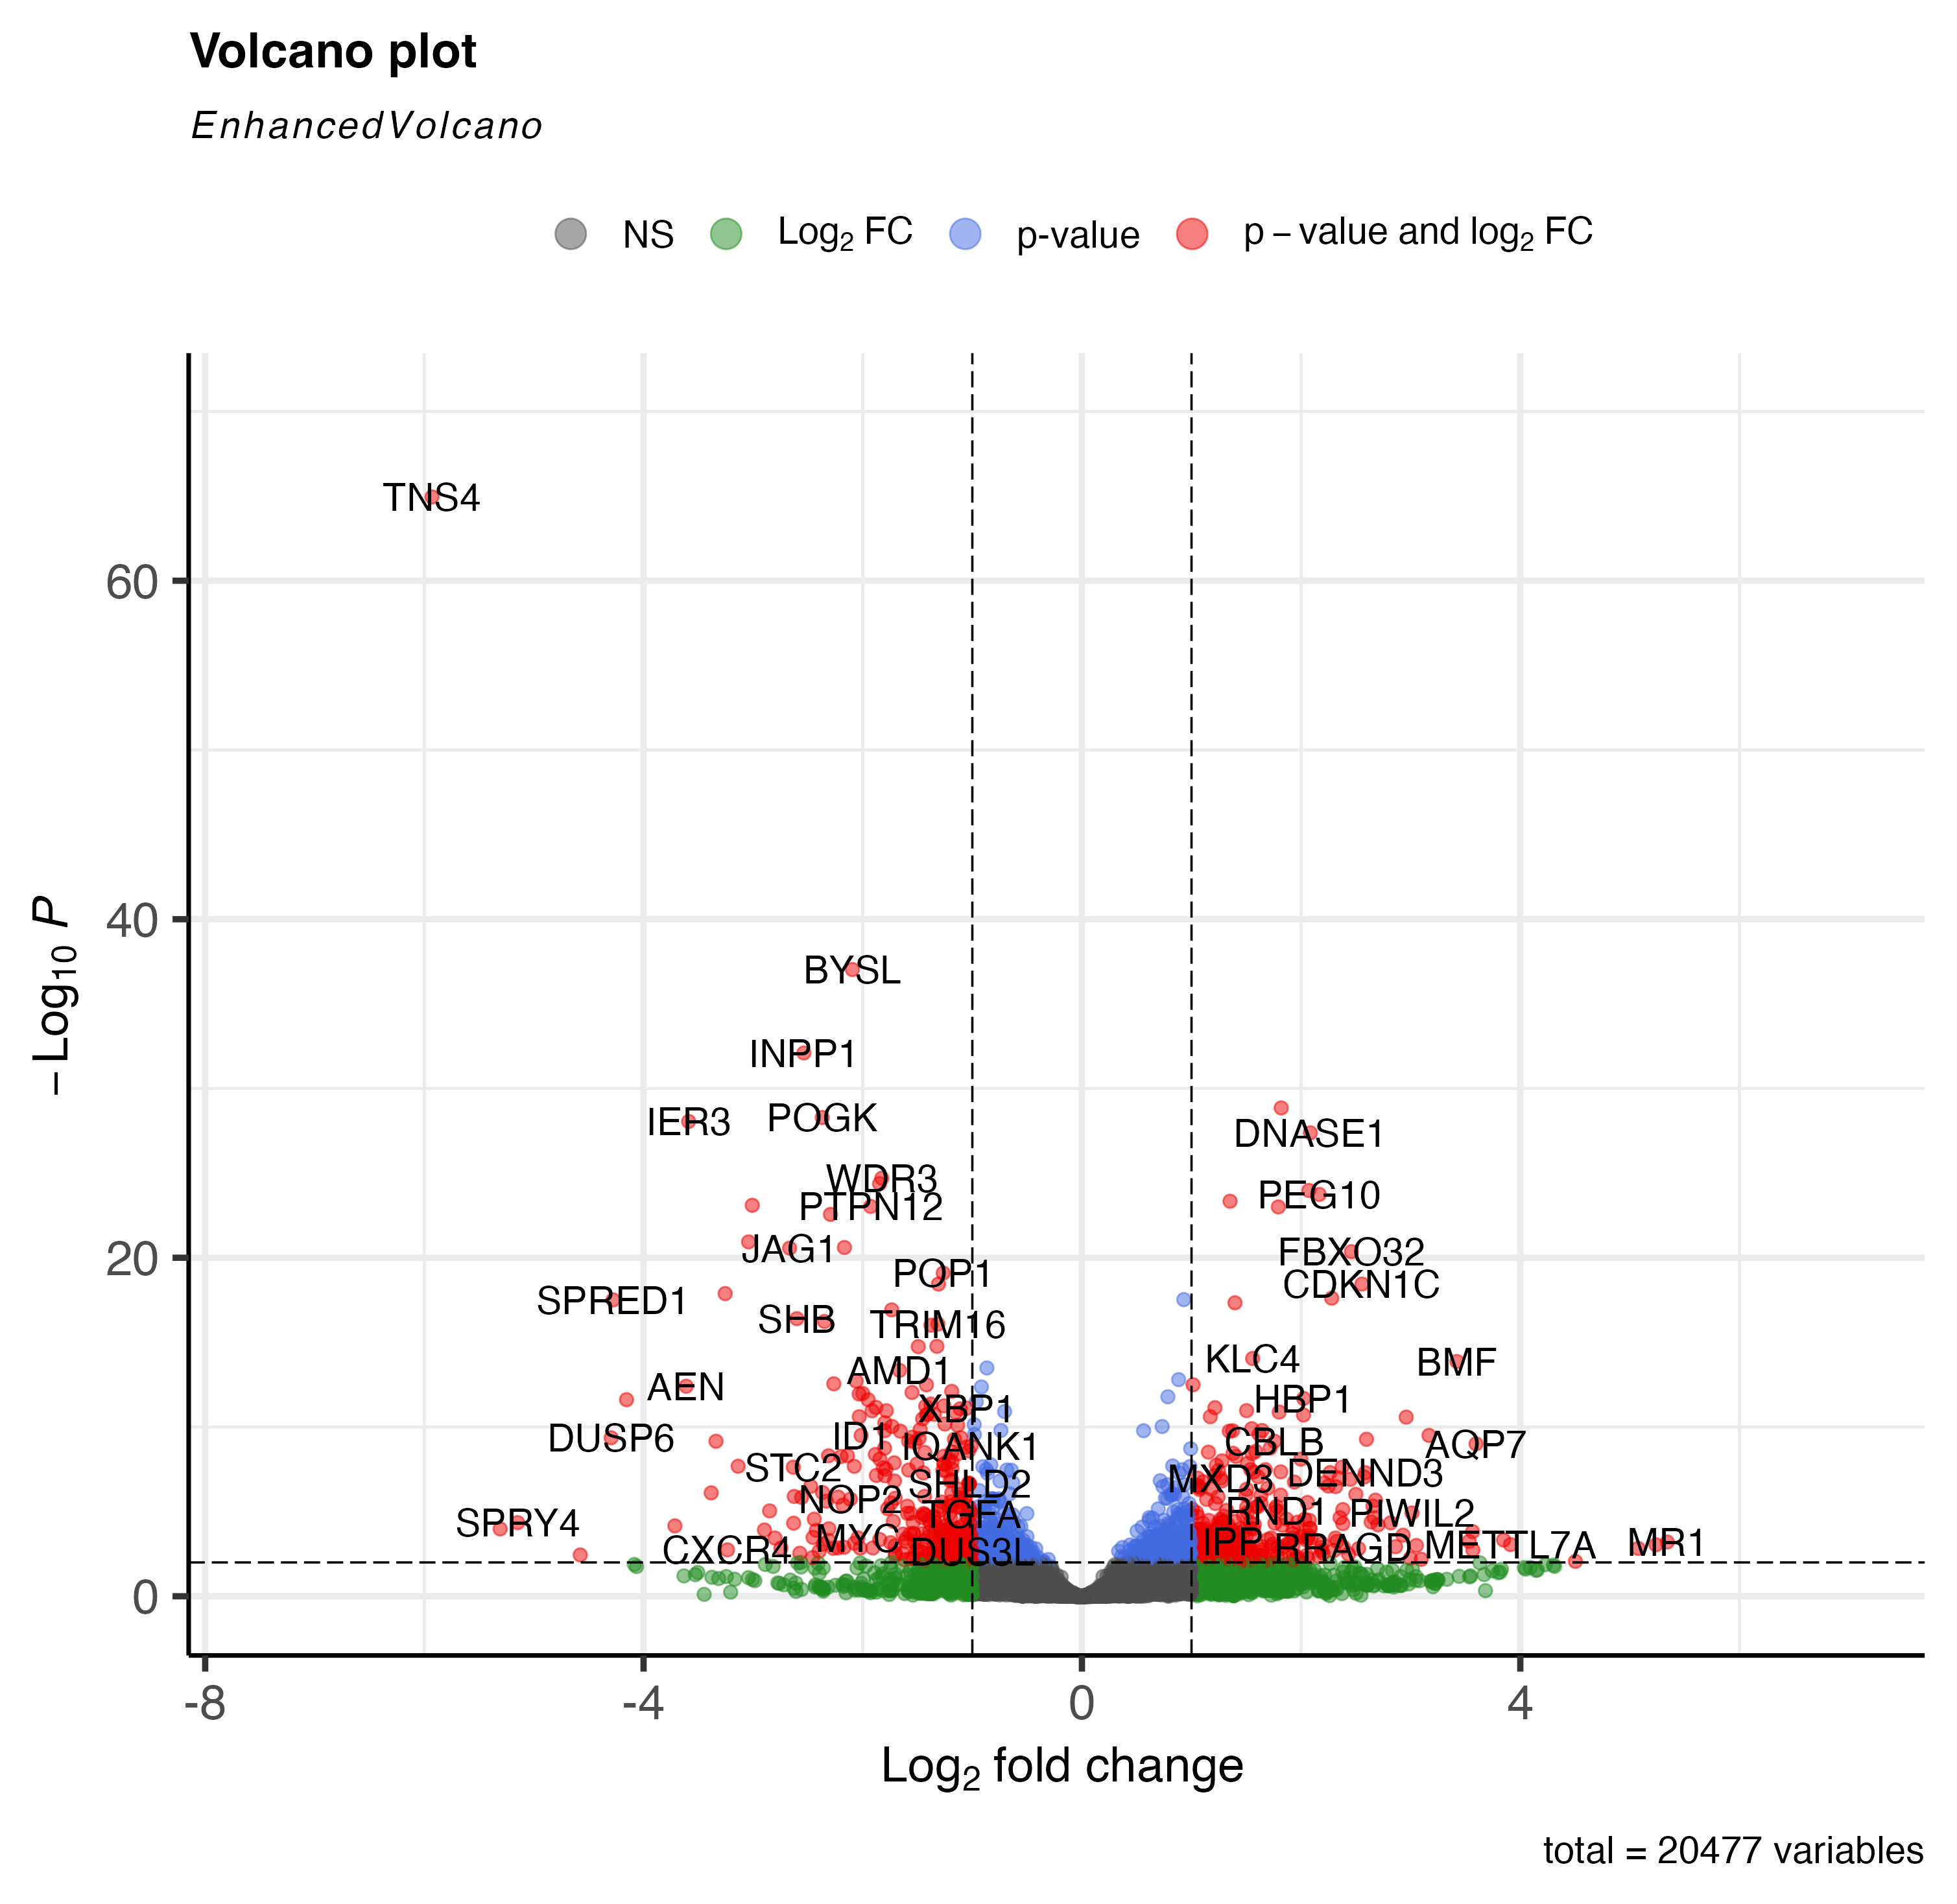 Volcano plot
EnhancedVolcano
NS Log₂ FC p-value p – value and log₂ FC
TNS4
60
−Log₁₀ P
40
BYSL
INPP1
IER3 POGK
DNASE1
WDR3
PTPN12 PEG10
JAG1 FBXO32
20
POP1 CDKN1C
SPRED1
SHB TRIM16
AMD1 KLC4 BMF
AEN
XBP1 HBP1
DUSP6 ID1 IQANK1 CBLB AQP7
STC2 SHLD2 MXD3 DENND3
NOP2 TGFA RND1 PIWIL2
SPRY4
CXCR4 MYC DUS3L IPP RRAGD METTL7A MR1
0
-8 -4 0 4
Log₂ fold change
total = 20477 variables